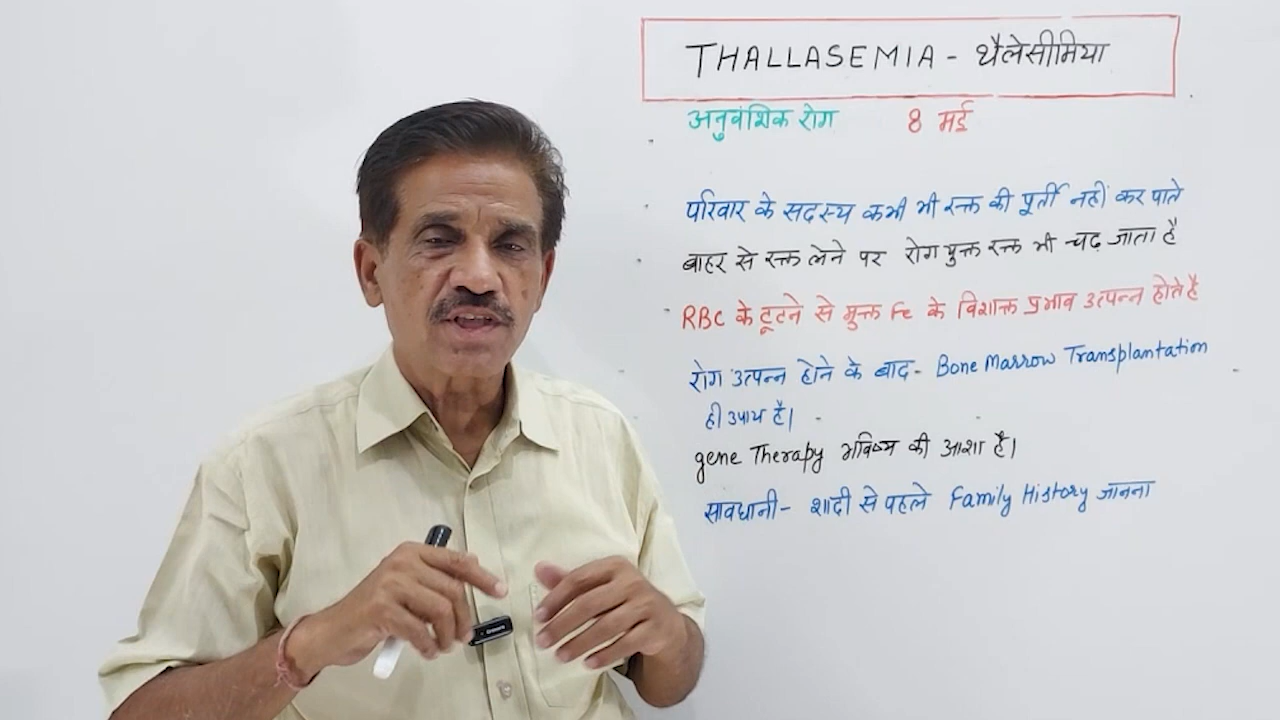 THALLASEMIA - थैलेसीमिया
अनुवंशिक रोग 8 मई
परिवार के सदस्य कभी भी रक्त की पूर्ती नहीं कर पाते
बाहर से रक्त लेने पर रोग युक्त रक्त भी चढ़ जाता है
RBC के टूटने से मुक्त Fe के विशाक्त प्रभाव उत्पन्न होते है
रोग उत्पन्न होने के बाद - Bone Marrow Transplantation
ही उपाय है।
gene Therapy भविष्य की आशा है।
सावधानी - शादी से पहले Family History जानना